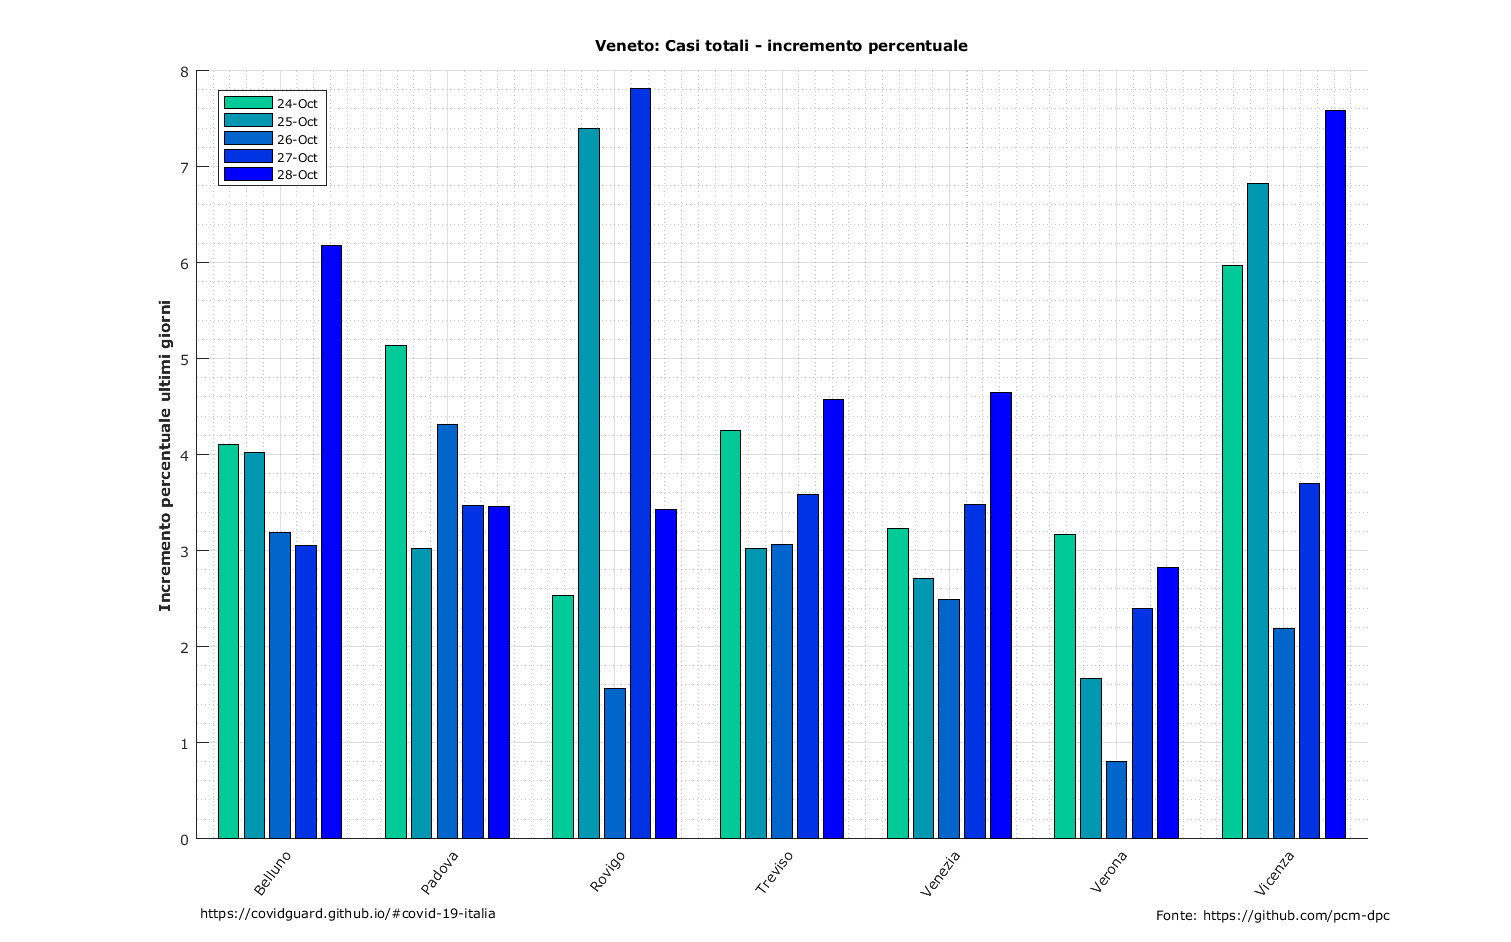 Veneto: Casi totali - incremento percentuale
8
7
6
5
4
3
2
1
0
Incremento percentuale ultimi giorni
24-Oct
25-Oct
26-Oct
27-Oct
28-Oct
Belluno
Padova
Rovigo
Treviso
Venezia
Verona
Vicenza
https://covidguard.github.io/#covid-19-italia
Fonte: https://github.com/pcm-dpc